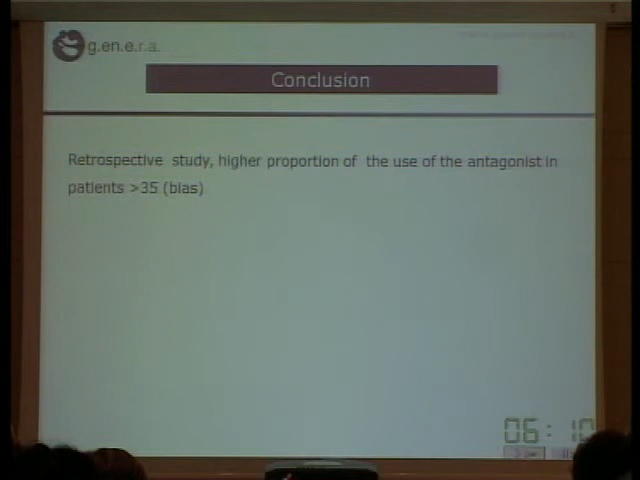 g.en.e.r.a.
Conclusion
Retrospective study, higher proportion of the use of the antagonist in
patients >35 (bias)
06:10